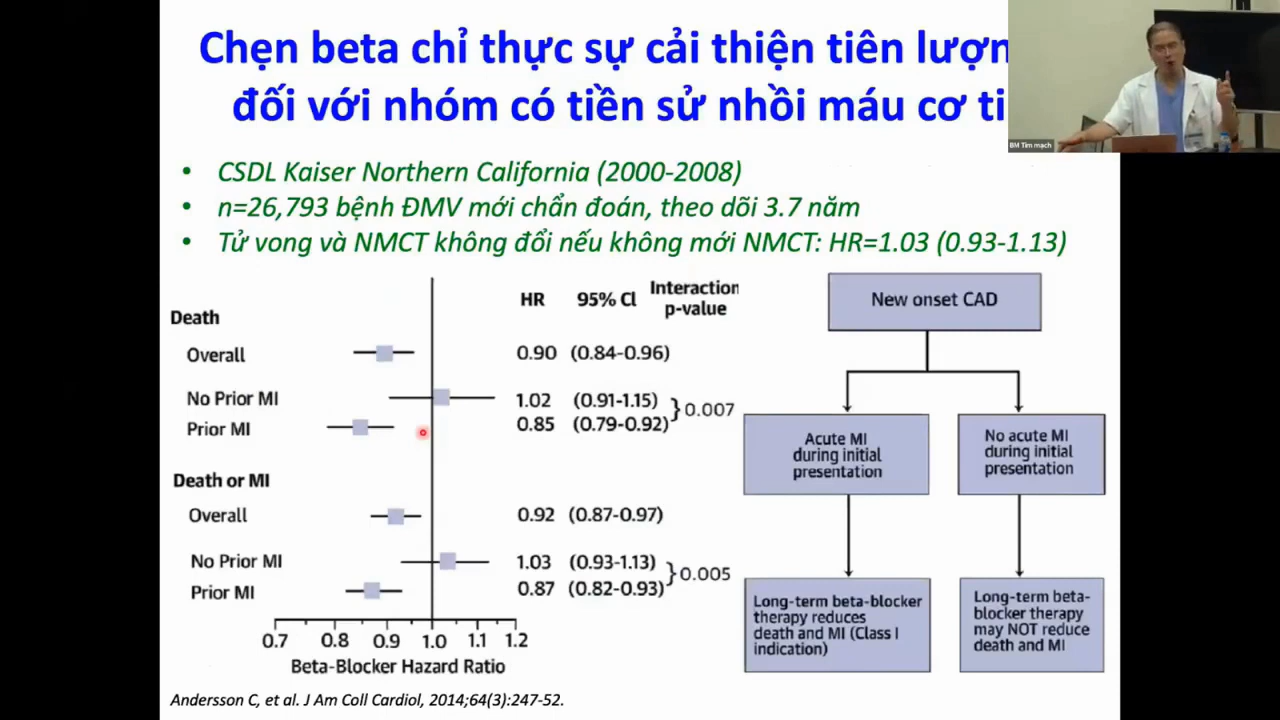 Chẹn beta chỉ thực sự cải thiện tiên lượn
đối với nhóm có tiền sử nhồi máu cơ ti
BM Tim mạch
• CSDL Kaiser Northern California (2000-2008)
• n=26,793 bệnh ĐMV mới chẩn đoán, theo dõi 3.7 năm
• Tử vong và NMCT không đổi nếu không mới NMCT: HR=1.03 (0.93-1.13)
HR 95% CI Interaction
p-value
Death
Overall 0.90 (0.84-0.96)
No Prior MI 1.02 (0.91-1.15)
} 0.007
Prior MI 0.85 (0.79-0.92)
Death or MI
Overall 0.92 (0.87-0.97)
No Prior MI 1.03 (0.93-1.13)
} 0.005
Prior MI 0.87 (0.82-0.93)
0.7 0.8 0.9 1.0 1.1 1.2
Beta-Blocker Hazard Ratio
New onset CAD
Acute MI
during initial
presentation
No acute MI
during initial
presentation
Long-term beta-blocker
therapy reduces
death and MI (Class I
indication)
Long-term beta-
blocker therapy
may NOT reduce
death and MI
Andersson C, et al. J Am Coll Cardiol, 2014;64(3):247-52.